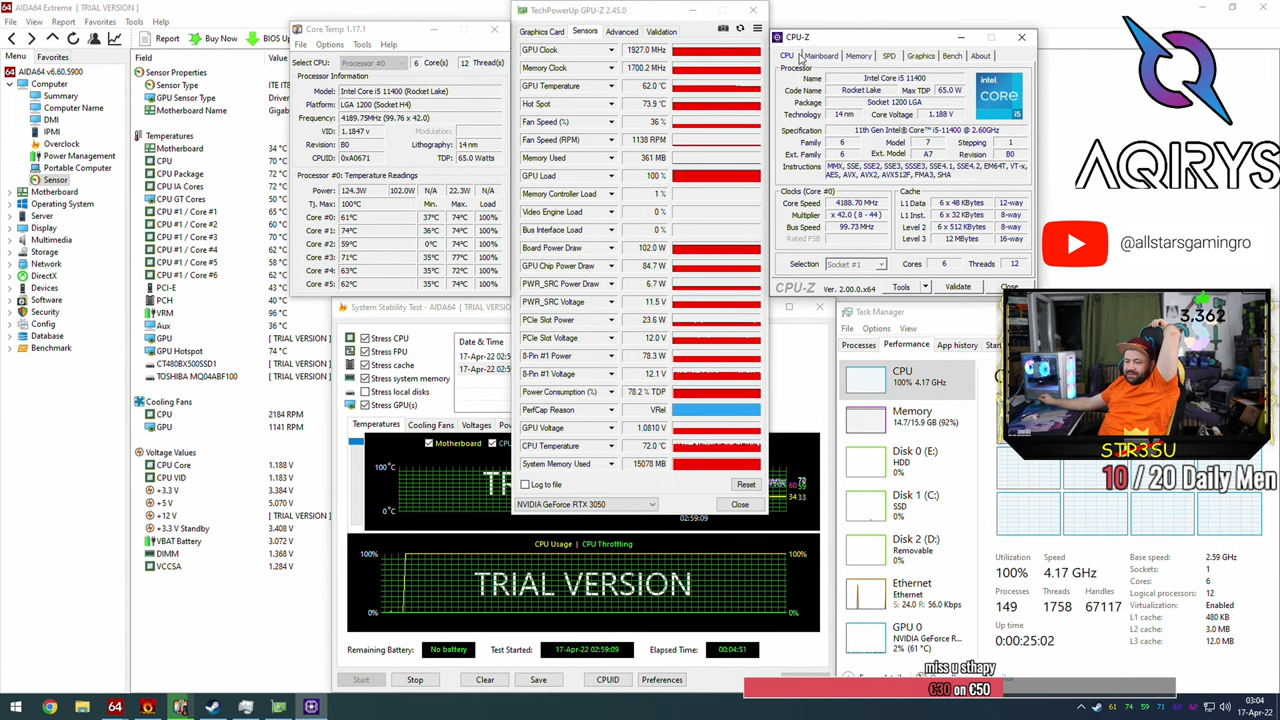 AIDA64 Extreme [ TRIAL VERSION ]
File View Report Favorites Tools Help
Report Buy Now BIOS Up
Menu Favorites
AIDA64 v6.60.5900
Computer
Summary
Computer Name
DMI
IPMI
Overclock
Power Management
Portable Computer
Sensor
Motherboard
Operating System
Server
Display
Multimedia
Storage
Network
DirectX
Devices
Software
Security
Config
Database
Benchmark
Field
Sensor Properties
Sensor Type ITE IT8
GPU Sensor Type Diode
Motherboard Name
Temperatures
Motherboard 34 °C
CPU
CPU Package
CPU IA Cores
CPU GT Cores
CPU #1 / Core #1
CPU #1 / Core #2
CPU #1 / Core #3
CPU #1 / Core #4
CPU #1 / Core #5
CPU #1 / Core #6
PCI-E
PCH
VRM
Aux
GPU [ TRIAL VERSION ]
GPU Hotspot 74 °C
CT480BX500SSD1 [ TRIAL VERSION ]
TOSHIBA MQ04ABF100
Cooling Fans
CPU 2184 RPM
GPU 1141 RPM
Voltage Values
CPU Core 1.188 V
CPU VID 1.188 V
+3.3 V
+5 V 5.070 V
+12 V [ TRIAL VERSION ]
+3.3 V Standby
VBAT Battery 3.072 V
DIMM 1.368 V
VCCSA 1.284 V
Core Temp 1.17.1
File Options Tools Help
Select CPU: Processor #0 6 Core(s) 12 Thread(s)
Processor Information
Model: Intel Core i5 11400 (Rocket Lake)
Platform: LGA 1200 (Socket H4)
Frequency: 4189.75MHz (99.76 x 42.0)
VID: 1.1847 v Modulation:
Revision: B0 Lithography: 14 nm
CPUID: 0xA0671 TDP: 65.0 Watts
Processor #0: Temperature Readings
Power: 124.3W 102.0W N/A 22.3W N/A
Tj. Max: 100°C Min. Max. Load
Core #0: 61°C 37°C 74°C 100%
Core #1: 74°C 36°C 74°C 100%
Core #2: 59°C 0°C 74°C 100%
Core #3: 71°C 35°C 77°C 100%
Core #4: 63°C 35°C 72°C 100%
Core #5: 35°C 74°C 100%
TechPowerUp GPU-Z 2.45.0
Graphics Card Sensors Advanced Validation
GPU Clock 1927.0 MHz
Memory Clock 1700.2 MHz
GPU Temperature 62.0 °C
Hot Spot 73.9 °C
Fan Speed (%) 36 %
Fan Speed (RPM) 1138 RPM
Memory Used 361 MB
GPU Load 100 %
Memory Controller Load 1 %
Video Engine Load 0 %
Bus Interface Load 0 %
Board Power Draw 102.0 W
GPU Chip Power Draw 84.7 W
PWR_SRC Power Draw 6.7 W
PWR_SRC Voltage 11.5 V
PCIe Slot Power 23.6 W
PCIe Slot Voltage 12.0 V
8-Pin #1 Power 78.3 W
8-Pin #1 Voltage 12.1 V
Power Consumption (%) 78.2 % TDP
PerfCap Reason VRel
GPU Voltage 1.0810 V
CPU Temperature 72.0 °C
System Memory Used 15078 MB
Log to file Reset
NVIDIA GeForce RTX 3050 Close
CPU-Z
CPU Mainboard Memory SPD Graphics Bench About
Processor
Name Intel Core i5 11400
Code Name Rocket Lake Max TDP 65.0 W
Package Socket 1200 LGA
Technology 14 nm Core Voltage 1.188 V
intel
CORE
i5
Specification 11th Gen Intel® Core™ i5-11400 @ 2.60GHz
Family 6 Model 7 Stepping 1
Ext. Family 6 Ext. Model A7 Revision B0
Instructions MMX, SSE, SSE2, SSE3, SSSE3, SSE4.1, SSE4.2, EM64T, VT-x,
AES, AVX, AVX2, AVX512F, FMA3, SHA
Clocks (Core #0) Cache
Core Speed 4188.70 MHz L1 Data 6 x 48 KBytes 12-way
Multiplier x 42.0 ( 8 - 44 ) L1 Inst. 6 x 32 KBytes 8-way
Bus Speed 99.73 MHz Level 2 6 x 512 KBytes 8-way
Rated FSB Level 3 12 MBytes 16-way
Selection Socket #1 Cores 6 Threads 12
CPU-Z Ver. 2.00.0.x64 Tools Validate Close
AQIRYS
@allstarsgamingro
System Stability Test - AIDA64 [ TRIAL VERSION
Stress CPU
Stress FPU
Stress cache
Stress system memory
Stress local disks
Stress GPU(s)
Date & Time
17-Apr-22 02:59
17-Apr-22 02:59
Temperatures Cooling Fans Voltages
Motherboard
100°C
0°C
02:59:09
CPU Usage | CPU Throttling
100% 100%
TRIAL VERSION
0% 0%
Remaining Battery: No battery Test Started: 17-Apr-22 02:59:09 Elapsed Time: 00:04:51
Start Stop Clear Save CPUID Preferences
Task Manager
File Options View
Processes Performance App history
CPU
100% 4.17 GHz
Memory
14.7/15.9 GB (92%)
Disk 0 (E:)
HDD
0%
Disk 1 (C:)
SSD
0%
Disk 2 (D:)
Removable
0%
Ethernet
Ethernet
S: 24.0 R: 56.0 Kbps
GPU 0
NVIDIA GeForce R...
2% (61 °C)
3,362
STR3SU
10 / 20 Daily Men
Utilization Speed
100% 4.17 GHz
Processes Threads Handles
149 1758 67117
Up time
0:00:25:02
Base speed: 2.59 GHz
Sockets: 1
Cores: 6
Logical processors: 12
Virtualization: Enabled
L1 cache: 480 KB
L2 cache: 3.0 MB
L3 cache: 12.0 MB
miss u sthapy
€30 on €50
03:04
17-Apr-22